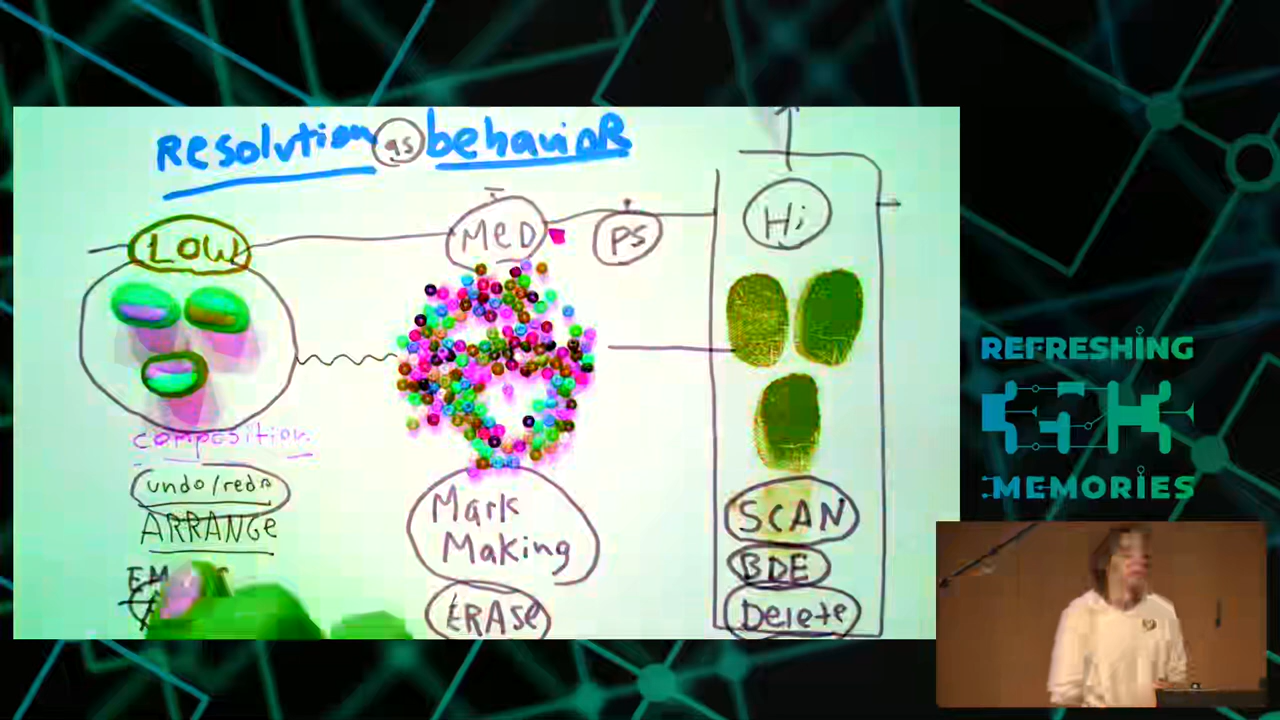 Resolution as behavioR
LOW
MED
PS
Hi
composition
undo/redo
ARRANGE
Mark
Making
ERASE
SCAN
BDE
Delete
REFRESHING
MEMORIES